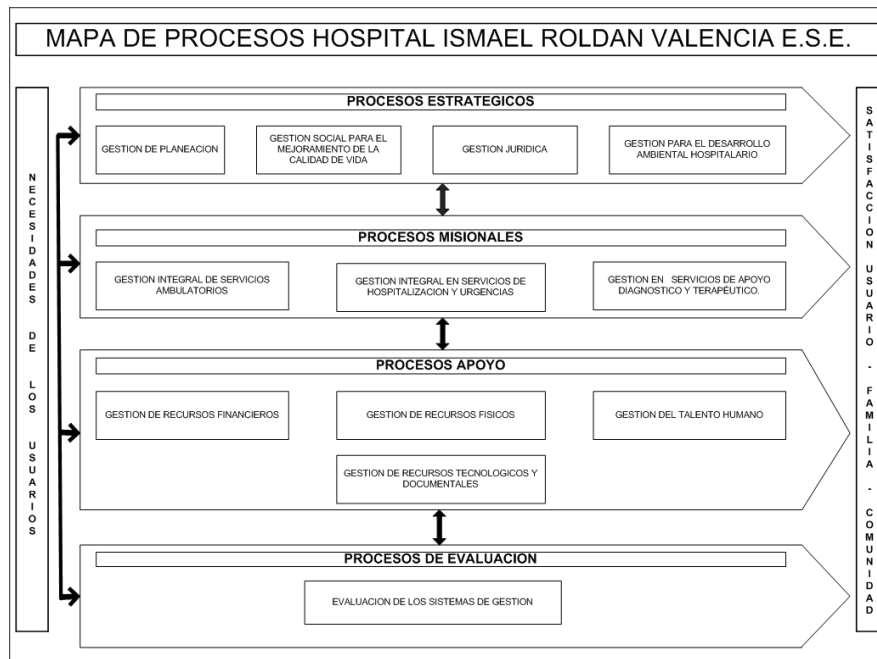 MAPA DE PROCESOS HOSPITAL ISMAEL ROLDAN VALENCIA E.S.E.
NECESIDADES DE LOS USUARIOS
PROCESOS ESTRATEGICOS
GESTION DE PLANEACION
GESTION SOCIAL PARA EL
MEJORAMIENTO DE LA
CALIDAD DE VIDA
GESTION JURIDICA
GESTION PARA EL DESARROLLO
AMBIENTAL HOSPITALARIO
PROCESOS MISIONALES
GESTION INTEGRAL DE SERVICIOS
AMBULATORIOS
GESTION INTEGRAL EN SERVICIOS DE
HOSPITALIZACION Y URGENCIAS
GESTION EN SERVICIOS DE APOYO
DIAGNOSTICO Y TERAPÉUTICO.
PROCESOS APOYO
GESTION DE RECURSOS FINANCIEROS
GESTION DE RECURSOS FISICOS
GESTION DEL TALENTO HUMANO
GESTION DE RECURSOS TECNOLOGICOS Y
DOCUMENTALES
PROCESOS DE EVALUACION
EVALUACION DE LOS SISTEMAS DE GESTION
SATISFACCION USUARIO - FAMILIA - COMUNIDAD